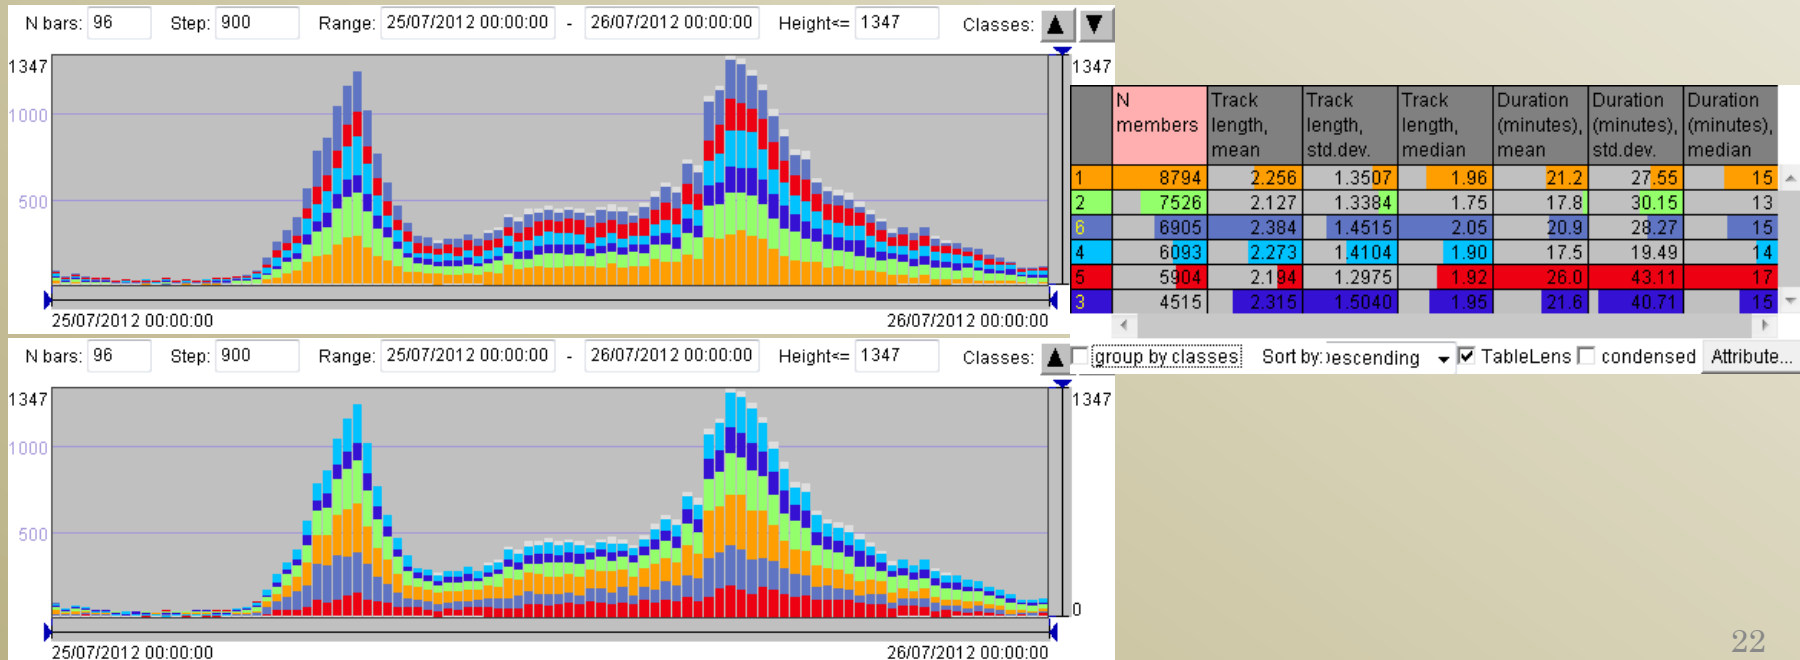 N bars: 96 Step: 900 Range: 25/07/2012 00:00:00 - 26/07/2012 00:00:00 Height<= 1347 Classes: ▲ ▼
1347 1347
1000
500
25/07/2012 00:00:00 26/07/2012 00:00:00
N members Track length, mean Track length, std.dev. Track length, median Duration (minutes), mean Duration (minutes), std.dev. Duration (minutes), median
1 8794 2.256 1.3507 1.96 21.2 27.55 15
2 7526 2.127 1.3384 1.75 17.8 30.15 13
6 6905 2.384 1.4515 2.05 20.9 28.27 15
4 6093 2.273 1.4104 1.90 17.5 19.49 14
5 5904 2.194 1.2975 1.92 26.0 43.11 17
3 4515 2.315 1.5040 1.95 21.6 40.71 15
group by classes Sort by: escending TableLens condensed Attribute...
N bars: 96 Step: 900 Range: 25/07/2012 00:00:00 - 26/07/2012 00:00:00 Height<= 1347 Classes: ▲
1347 1347
1000
500
0
25/07/2012 00:00:00 26/07/2012 00:00:00
22